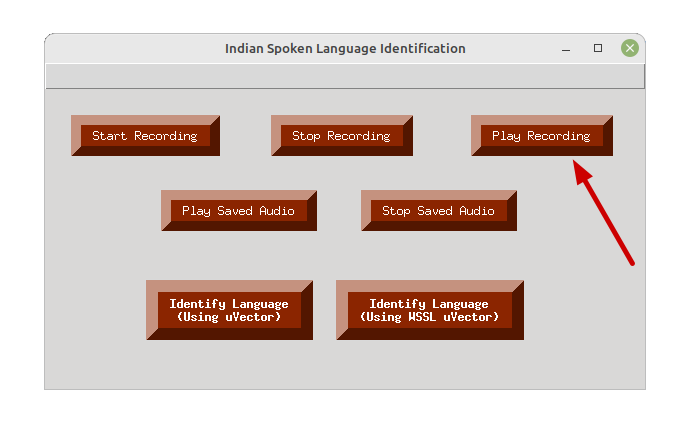 Indian Spoken Language Identification
Start Recording
Stop Recording
Play Recording
Play Saved Audio
Stop Saved Audio
Identify Language
(Using uVector)
Identify Language
(Using WSSL uVector)